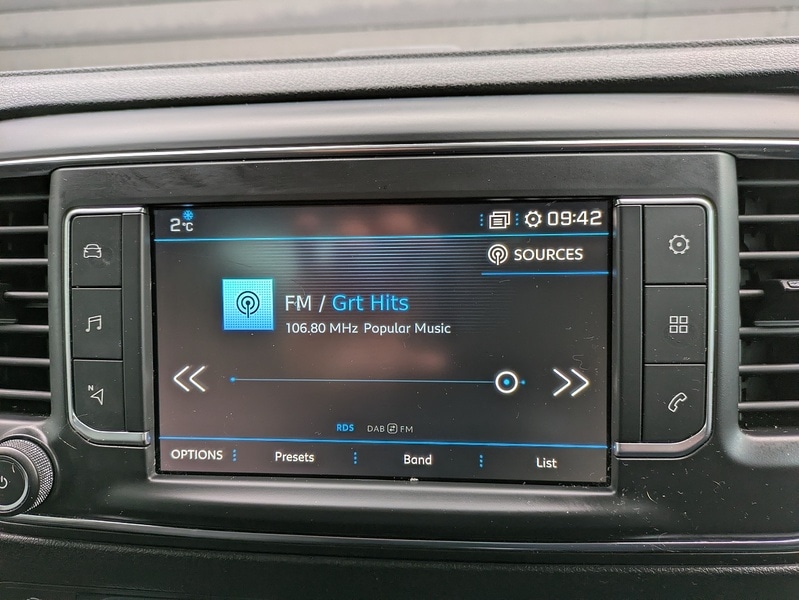 2°C
09:42
SOURCES
FM / Grt Hits
106.80 MHz Popular Music
RDS DAB FM
OPTIONS Presets Band List
N